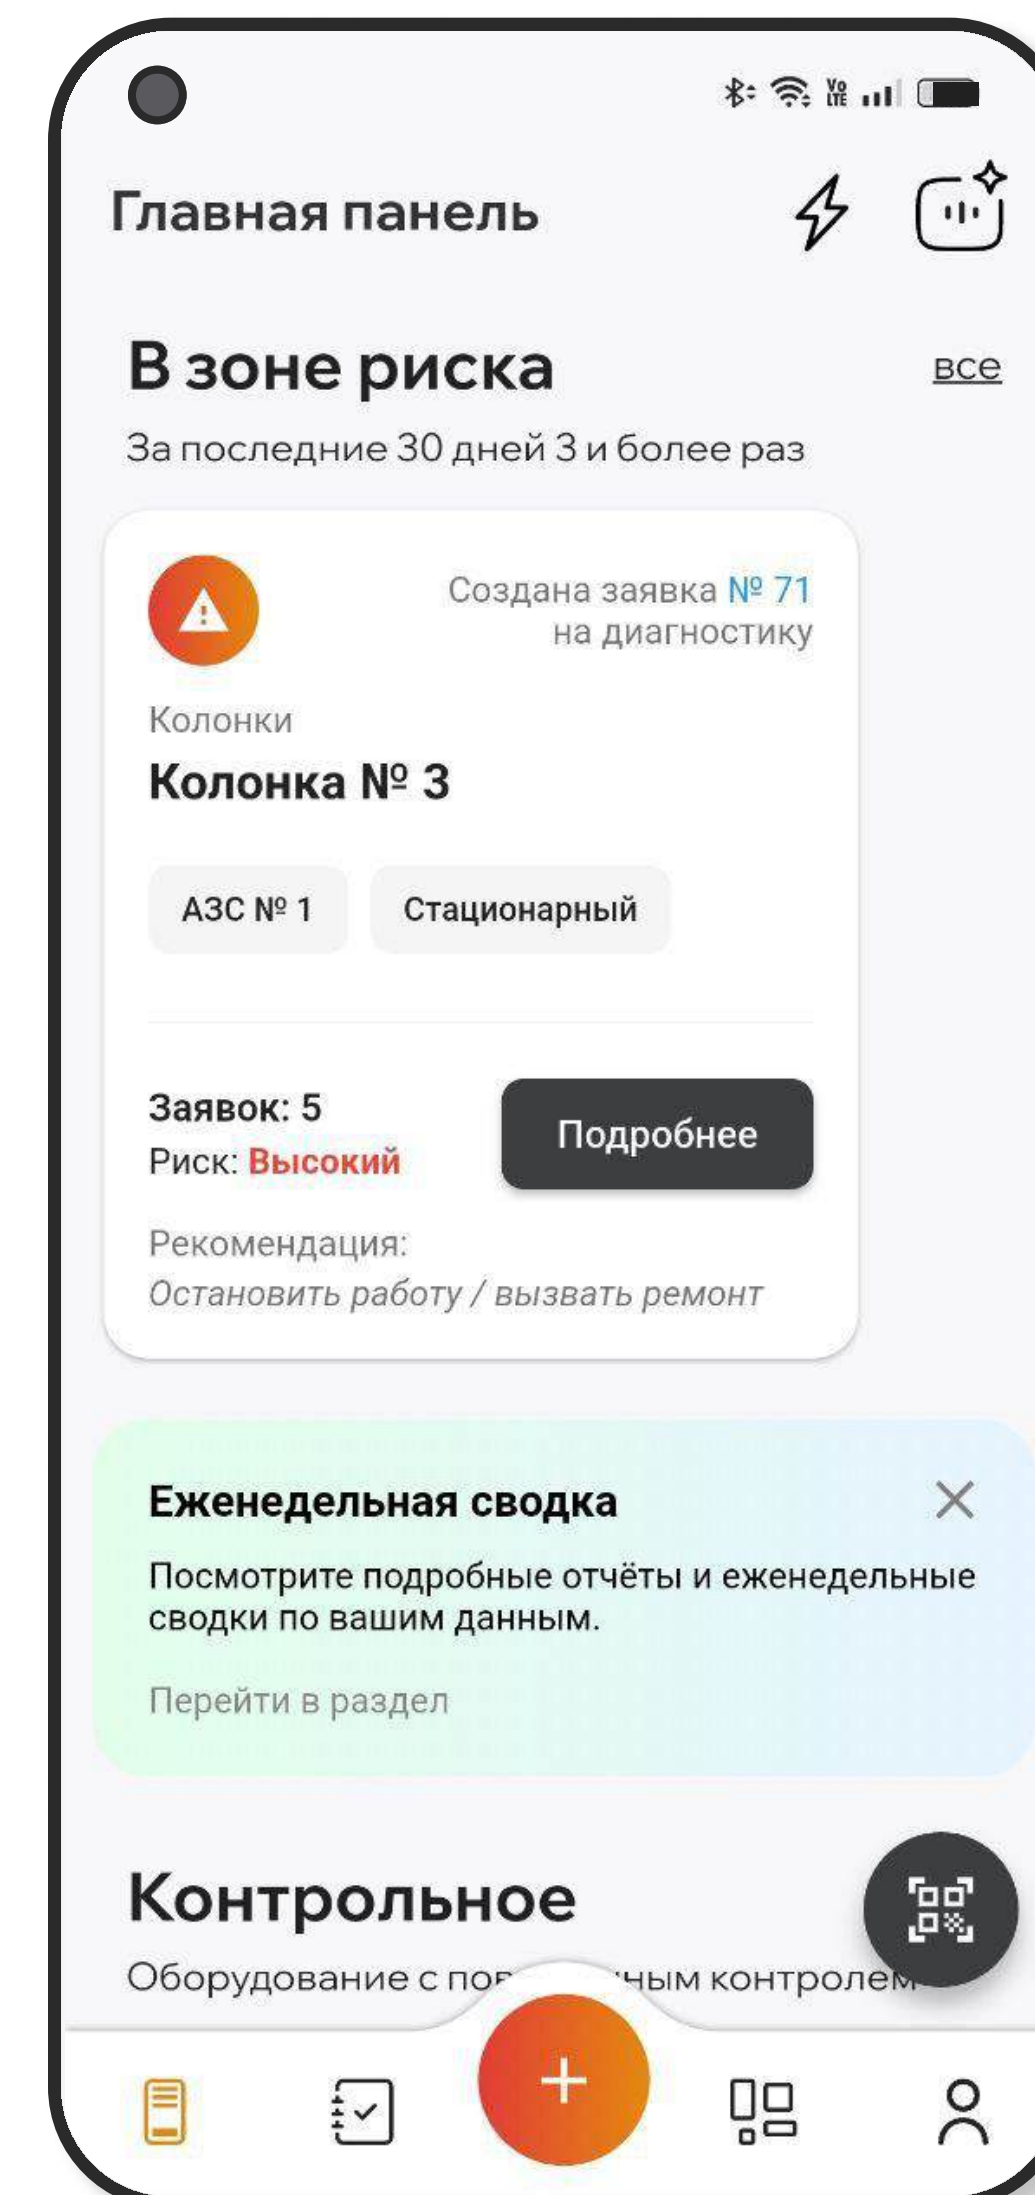 Vo
LTE
Главная панель
В зоне риска
все
За последние 30 дней 3 и более раз
Создана заявка № 71
на диагностику
Колонки
Колонка № 3
АЗС № 1
Стационарный
Заявок: 5
Риск: Высокий
Подробнее
Рекомендация:
Остановить работу / вызвать ремонт
Еженедельная сводка
Посмотрите подробные отчёты и еженедельные
сводки по вашим данным.
Перейти в раздел
Контрольное
Оборудование с контролем